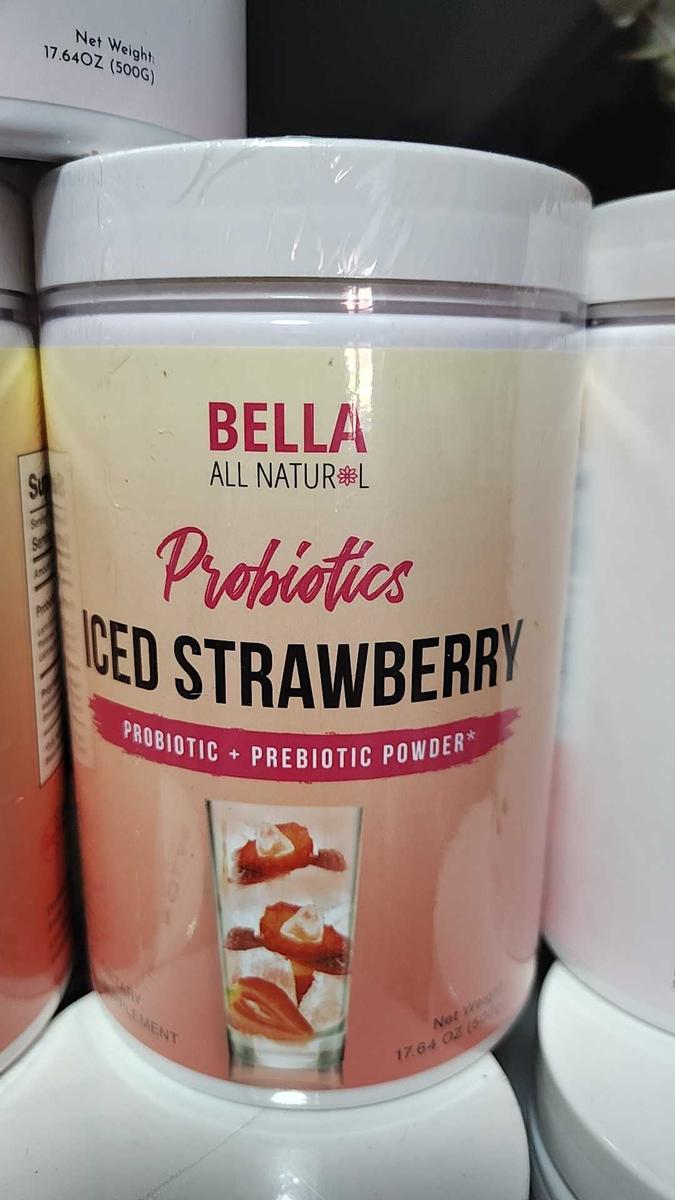 Net Weight:
17.64OZ (500G)
BELLA
ALL NATURAL
Probiotics
ICED STRAWBERRY
PROBIOTIC + PREBIOTIC POWDER*
Net Weight
17.64 OZ